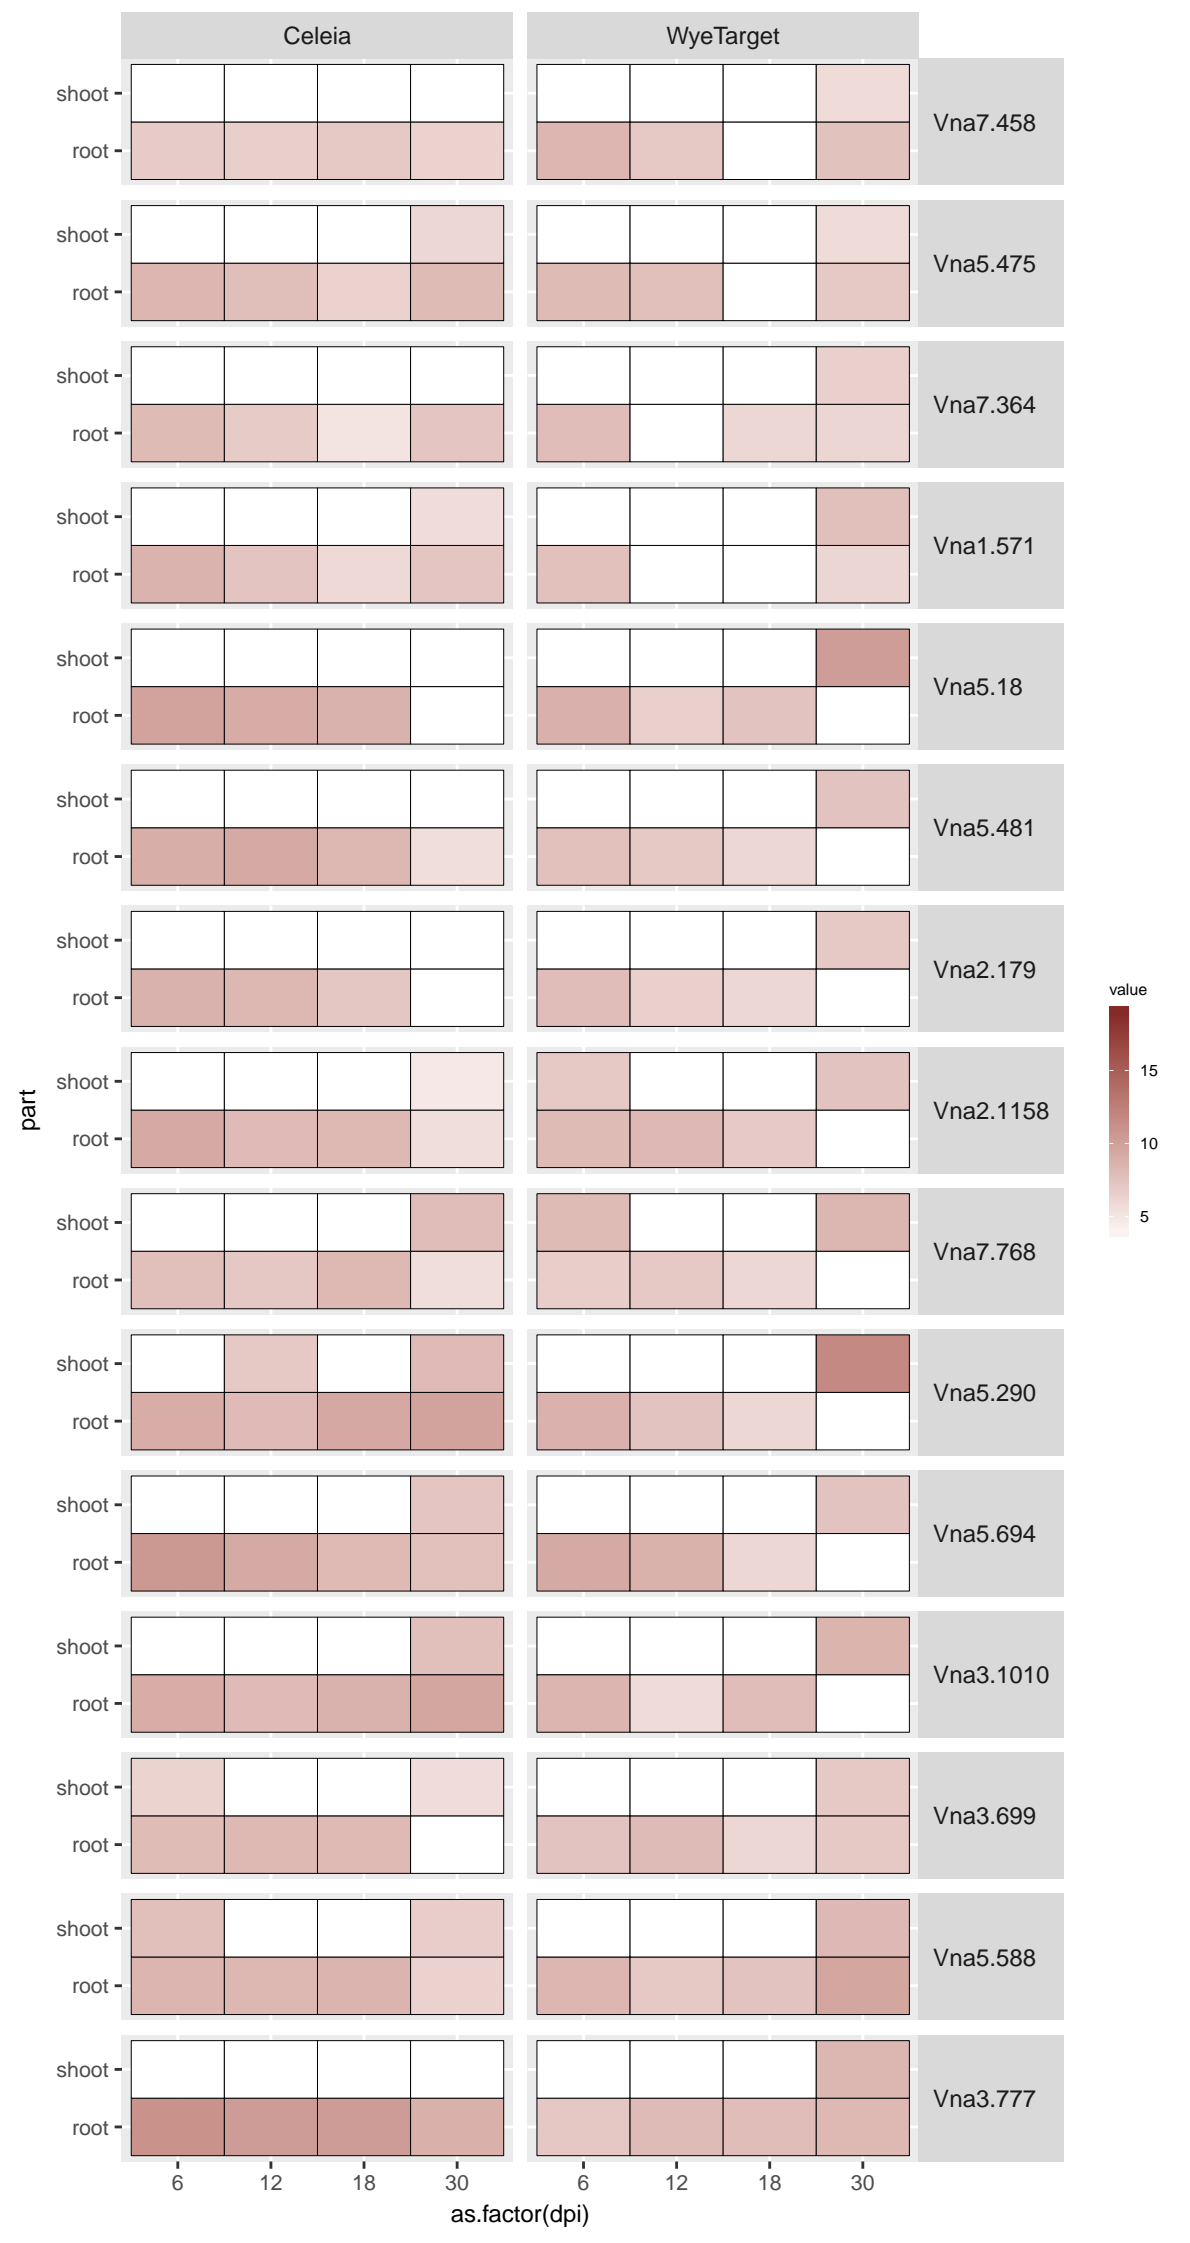 Celeia
WyeTarget
shoot
root
Vna7.458
shoot
root
Vna5.475
shoot
root
Vna7.364
shoot
root
Vna1.571
shoot
root
Vna5.18
shoot
root
Vna5.481
shoot
root
Vna2.179
shoot
root
Vna2.1158
shoot
root
Vna7.768
shoot
root
Vna5.290
shoot
root
Vna5.694
shoot
root
Vna3.1010
shoot
root
Vna3.699
shoot
root
Vna5.588
shoot
root
Vna3.777
6 12 18 30 6 12 18 30
as.factor(dpi)
part
value
15
10
5